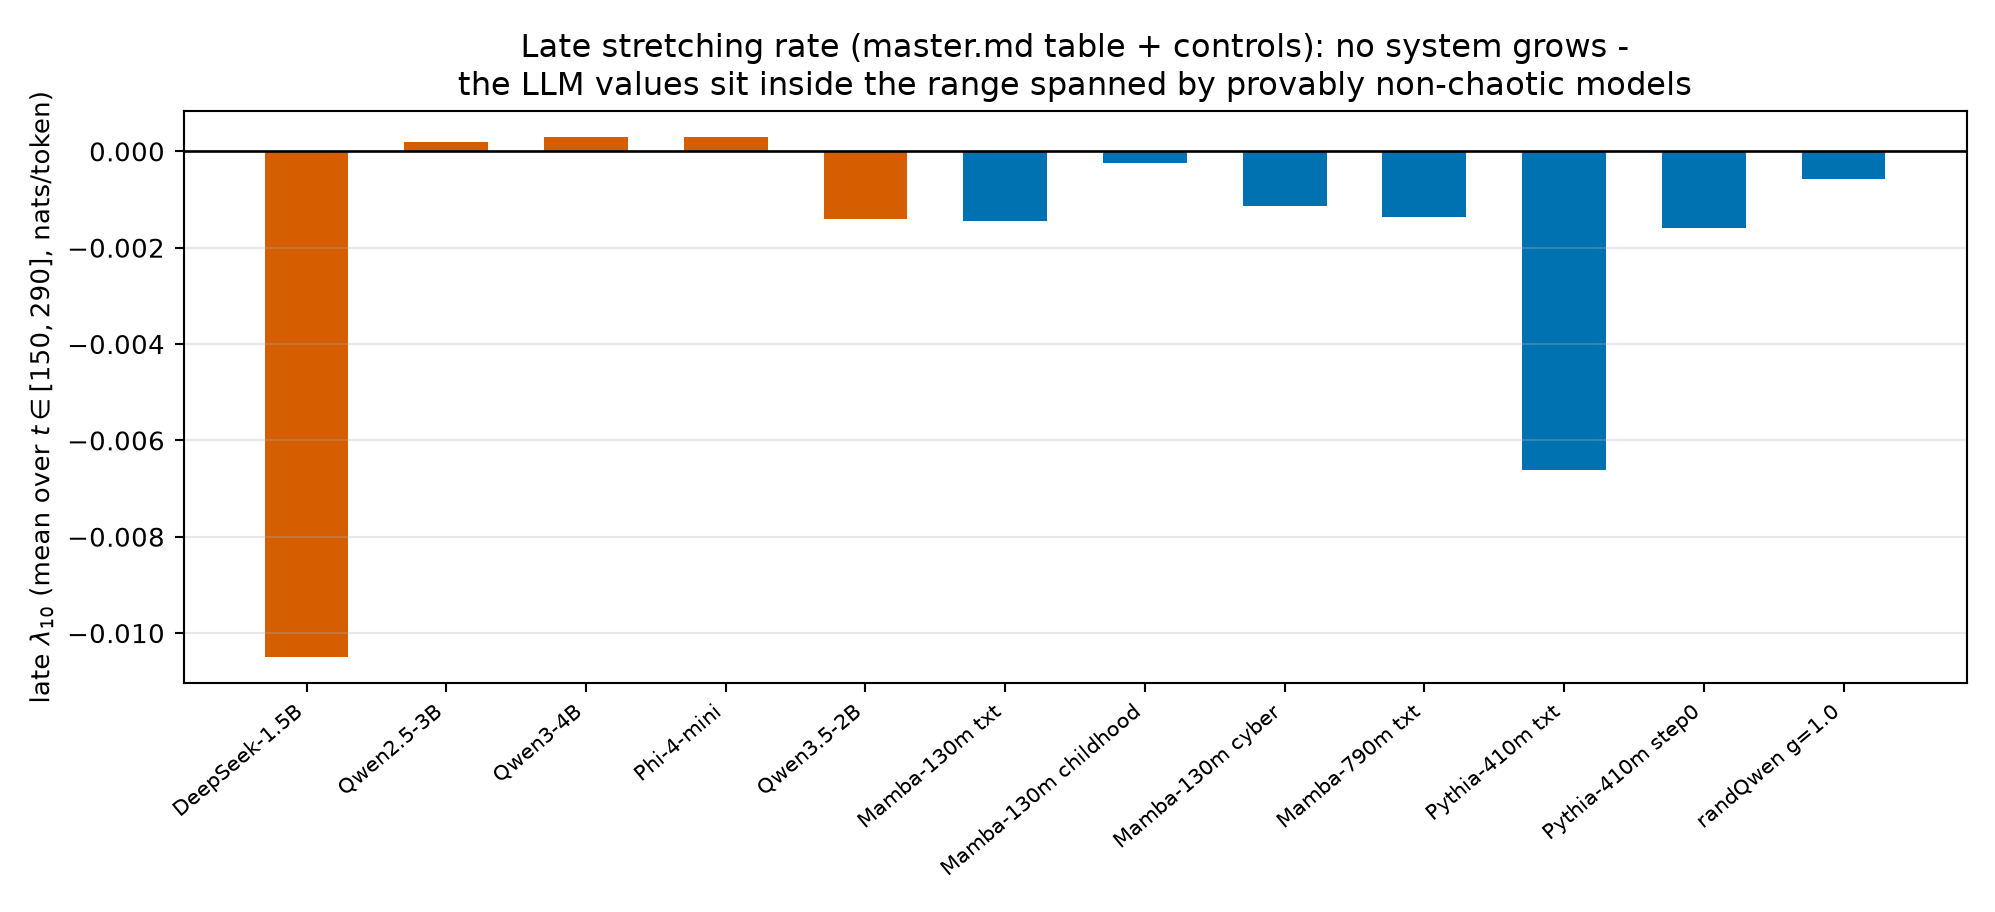 Late stretching rate (master.md table + controls): no system grows -
the LLM values sit inside the range spanned by provably non-chaotic models
late λ₁₀ (mean over t ∈ [150, 290], nats/token)
0.000
−0.002
−0.004
−0.006
−0.008
−0.010
DeepSeek-1.5B
Qwen2.5-3B
Qwen3-4B
Phi-4-mini
Qwen3.5-2B
Mamba-130m txt
Mamba-130m childhood
Mamba-130m cyber
Mamba-790m txt
Pythia-410m txt
Pythia-410m step0
randQwen g=1.0